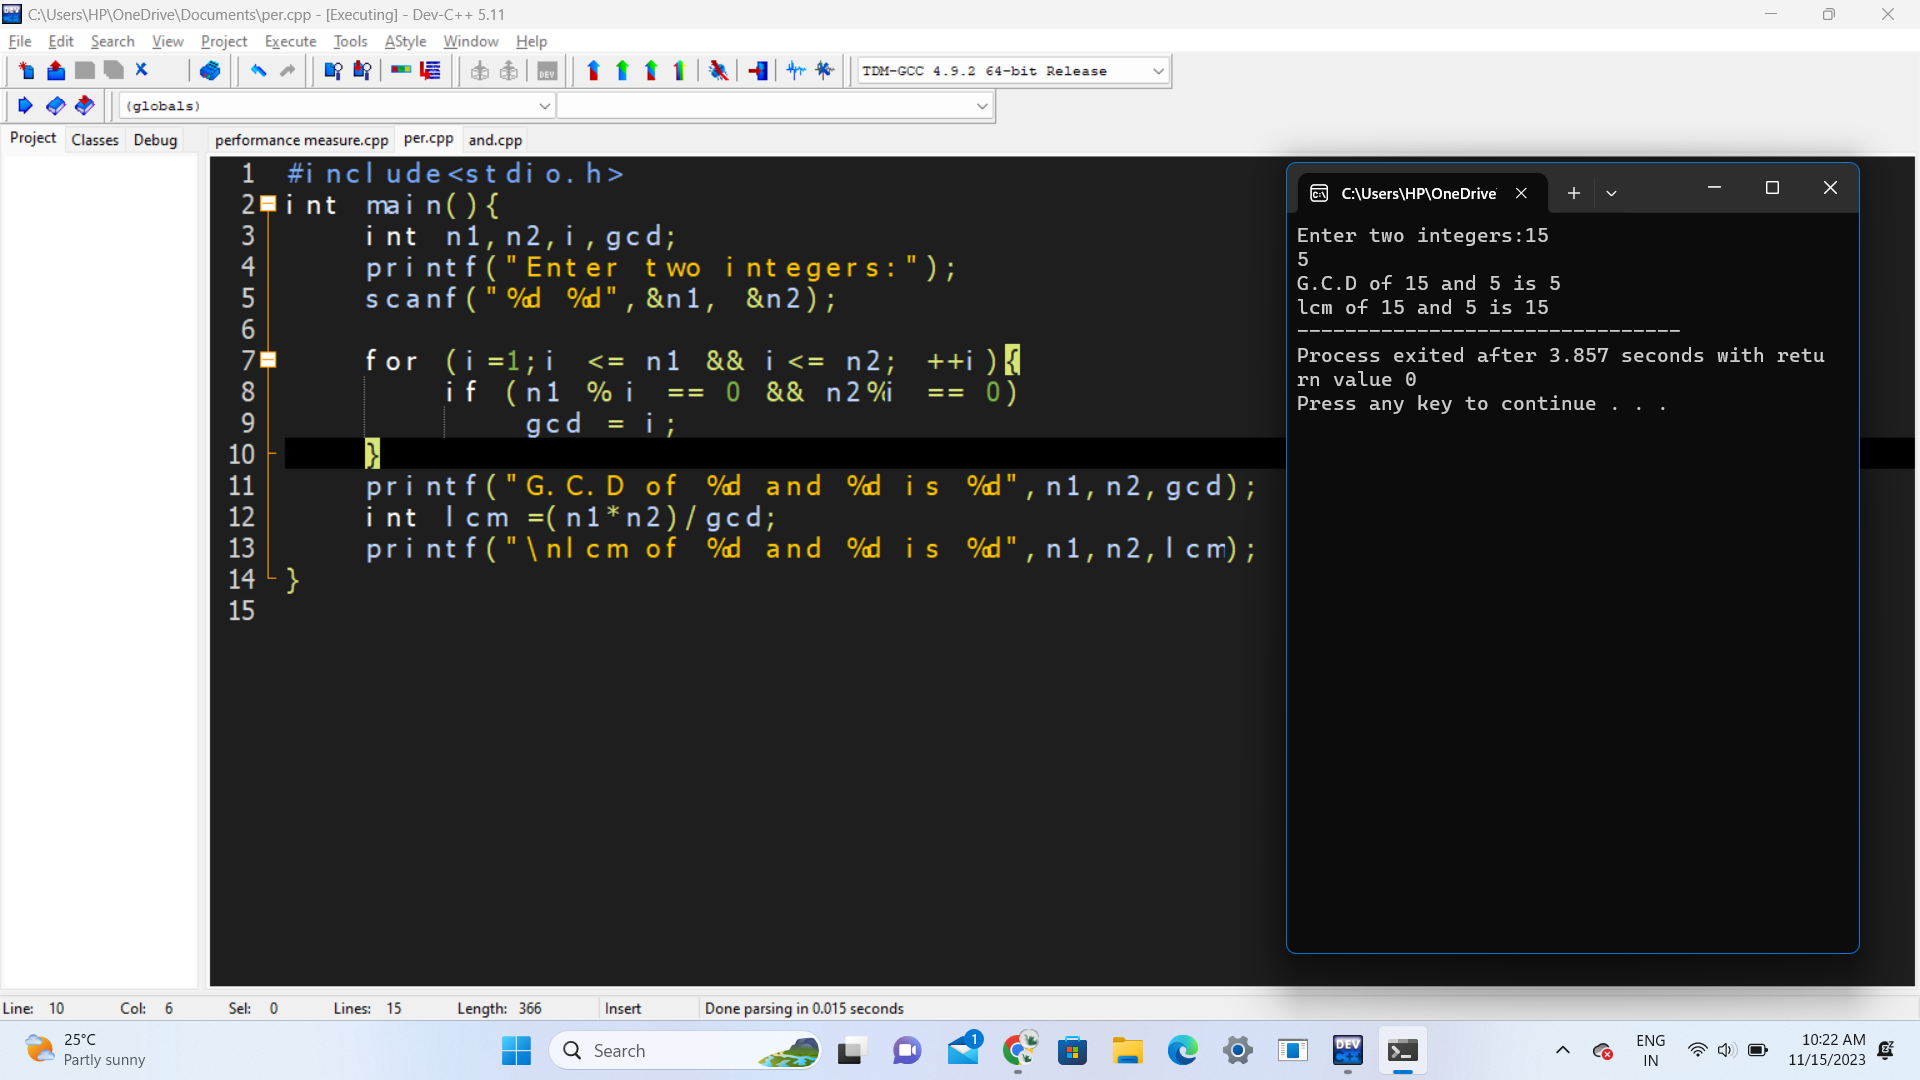 C:\Users\HP\OneDrive\Documents\per.cpp - [Executing] - Dev-C++ 5.11
File Edit Search View Project Execute Tools AStyle Window Help
TDM-GCC 4.9.2 64-bit Release
(globals)
Project Classes Debug
performance measure.cpp per.cpp and.cpp
1 #include<stdio.h>
2 int main(){
3 int n1,n2,i,gcd;
4 printf("Enter two integers:");
5 scanf("%d %d",&n1, &n2);
6
7 for (i=1;i <= n1 && i<= n2; ++i){
8 if (n1 %i == 0 && n2%i == 0)
9 gcd = i;
10 }
11 printf("G.C.D of %d and %d is %d",n1,n2,gcd);
12 int lcm =(n1*n2)/gcd;
13 printf("\nlcm of %d and %d is %d",n1,n2,lcm);
14 }
15
C:\Users\HP\OneDrive
Enter two integers:15
5
G.C.D of 15 and 5 is 5
lcm of 15 and 5 is 15
--------------------------------
Process exited after 3.857 seconds with retu
rn value 0
Press any key to continue . . .
Line: 10 Col: 6 Sel: 0 Lines: 15 Length: 366 Insert Done parsing in 0.015 seconds
25°C
Partly sunny
Search
1
DEV
C++
ENG
IN
10:22 AM
11/15/2023